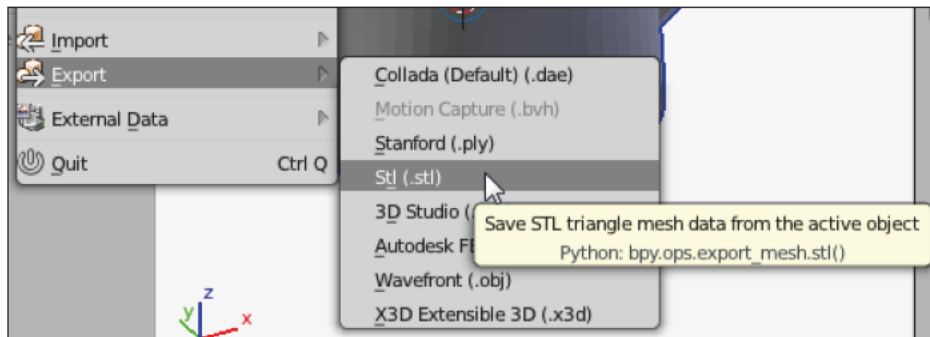 Import
Export
External Data
Quit Ctrl Q
Collada (Default) (.dae)
Motion Capture (.bvh)
Stanford (.ply)
Stl (.stl)
3D Studio (.
Autodesk F
Wavefront (.obj)
X3D Extensible 3D (.x3d)
Save STL triangle mesh data from the active object
Python: bpy.ops.export_mesh.stl()
z
y x